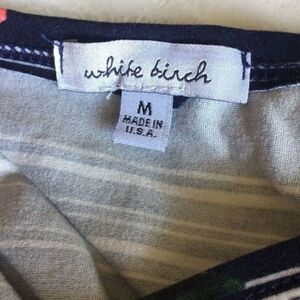 white birch
M
MADE IN
U.S.A.